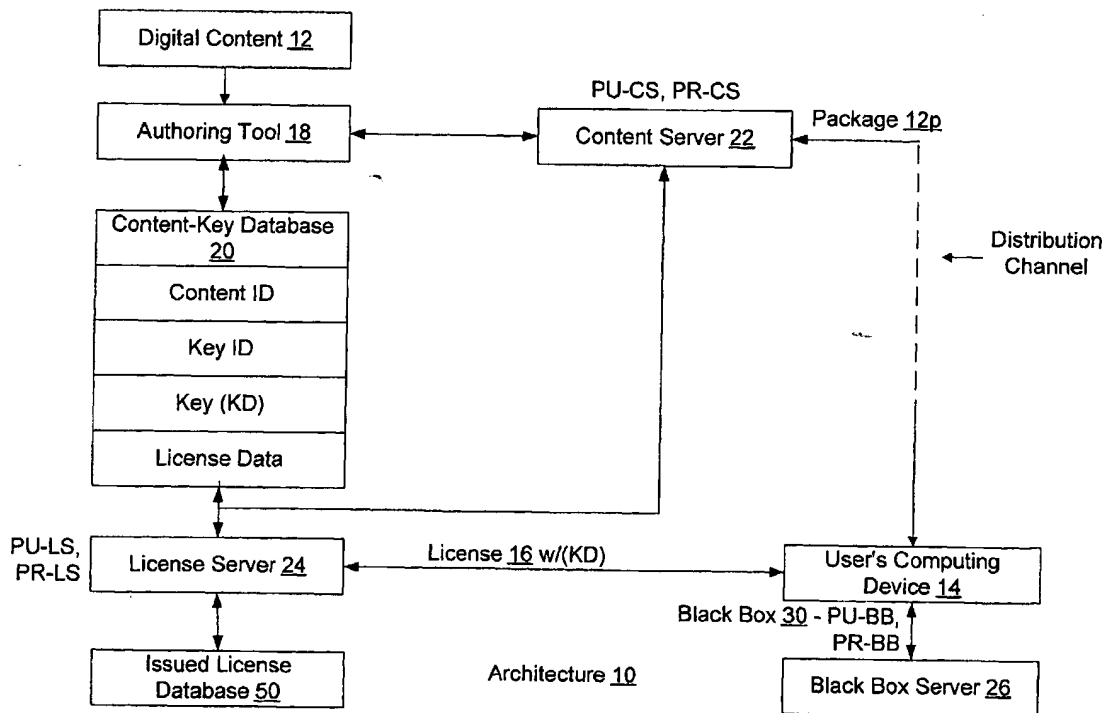 Digital Content 12
PU-CS, PR-CS
Authoring Tool 18
Content Server 22
Package 12p
Content-Key Database
20
Distribution
Channel
Content ID
Key ID
Key (KD)
License Data
PU-LS,
PR-LS
License Server 24
License 16 w/(KD)
User's Computing
Device 14
Black Box 30 - PU-BB,
PR-BB
Issued License
Database 50
Architecture 10
Black Box Server 26